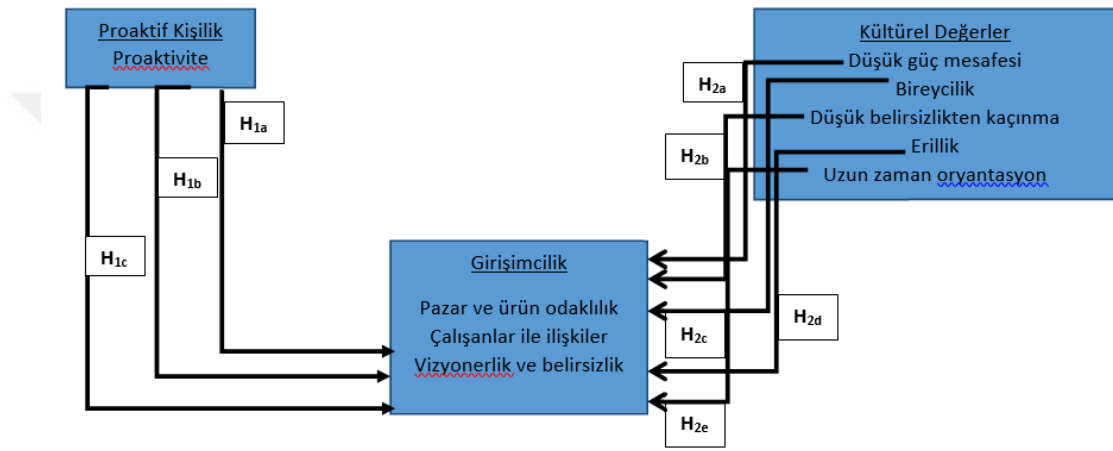 Proaktif Kişilik
Proaktivite
Kültürel Değerler
Düşük güç mesafesi
Bireycilik
Düşük belirsizlikten kaçınma
Erillik
Uzun zaman oryantasyon
H1a
H1b
H1c
H2a
H2b
H2c
H2d
H2e
Girişimcilik
Pazar ve ürün odaklılık
Çalışanlar ile ilişkiler
Vizyonerlik ve belirsizlik